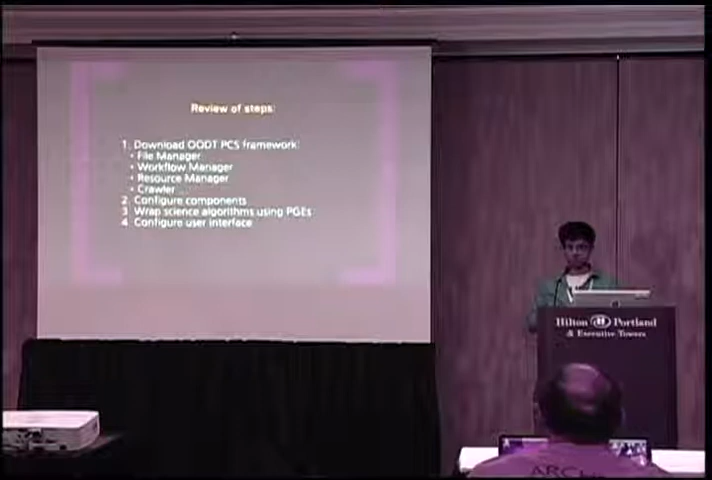 Review of steps:
1. Download OODT PCS framework:
• File Manager
• Workflow Manager
• Resource Manager
• Crawler
2. Configure components
3. Wrap science algorithms using PGEs
4. Configure user interface
Hilton Portland
& Executive Towers